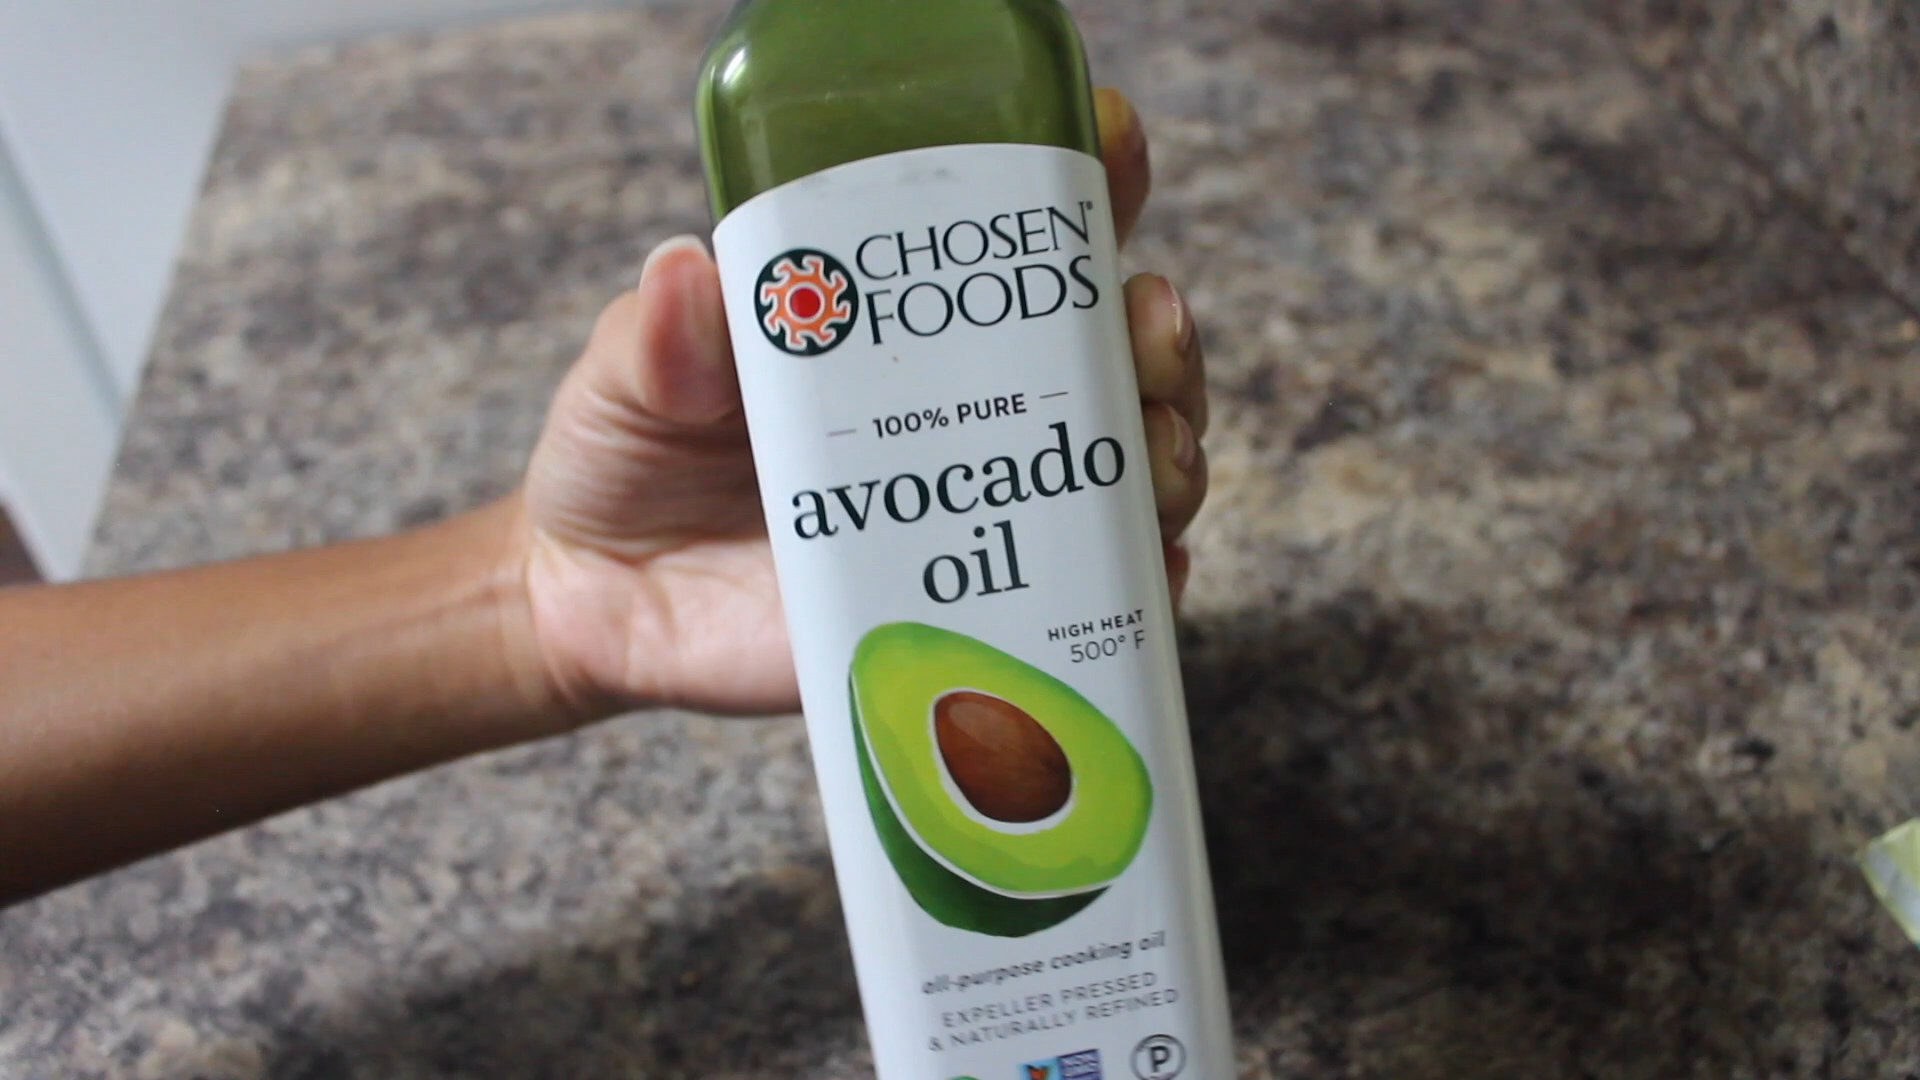 CHOSEN®
FOODS
100% PURE
avocado
oil
HIGH HEAT
500° F
all-purpose cooking oil
EXPELLER PRESSED
& NATURALLY REFINED
P